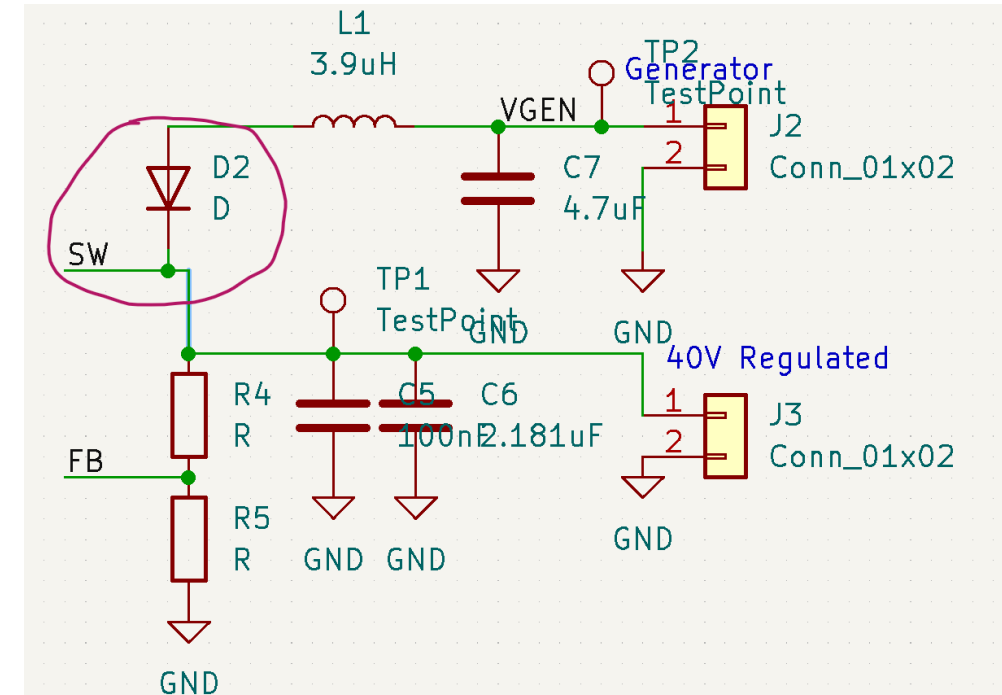 L1
3.9uH
TP2
Generator
TestPoint
VGEN
1
2
J2
Conn_01x02
D2
D
C7
4.7uF
SW
TP1
TestPoint
GND
GND
40V Regulated
R4
R
C5
100nF
C6
2.181uF
1
2
J3
Conn_01x02
FB
R5
R
GND
GND
GND
GND